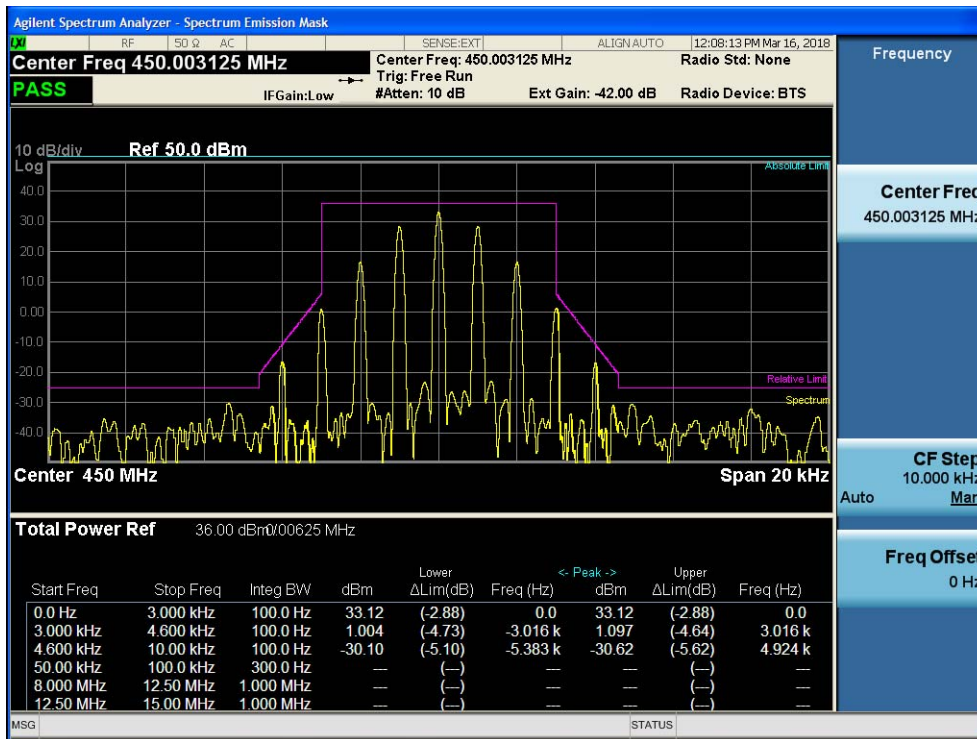 Agilent Spectrum Analyzer - Spectrum Emission Mask
LXI RF 50 Ω AC SENSE:EXT ALIGN AUTO 12:08:13 PM Mar 16, 2018
Center Freq 450.003125 MHz Center Freq: 450.003125 MHz Radio Std: None
Trig: Free Run
PASS IFGain:Low #Atten: 10 dB Ext Gain: -42.00 dB Radio Device: BTS
10 dB/div Ref 50.0 dBm
Log Absolute Limit
40.0
30.0
20.0
10.0
0.00
-10.0
-20.0
Relative Limit
-30.0 Spectrum
-40.0
Center 450 MHz Span 20 kHz
Total Power Ref 36.00 dBm/0.00625 MHz
Lower <- Peak -> Upper
Start Freq Stop Freq Integ BW dBm ΔLim(dB) Freq (Hz) dBm ΔLim(dB) Freq (Hz)
0.0 Hz 3.000 kHz 100.0 Hz 33.12 (-2.88) 0.0 33.12 (-2.88) 0.0
3.000 kHz 4.600 kHz 100.0 Hz 1.004 (-4.73) -3.016 k 1.097 (-4.64) 3.016 k
4.600 kHz 10.00 kHz 100.0 Hz -30.10 (-5.10) -5.383 k -30.62 (-5.62) 4.924 k
50.00 kHz 100.0 kHz 300.0 Hz --- (---) --- --- (---) ---
8.000 MHz 12.50 MHz 1.000 MHz --- (---) --- --- (---) ---
12.50 MHz 15.00 MHz 1.000 MHz --- (---) --- --- (---) ---
MSG STATUS
Frequency
Center Freq
450.003125 MHz
CF Step
10.000 kHz
Auto Man
Freq Offset
0 Hz